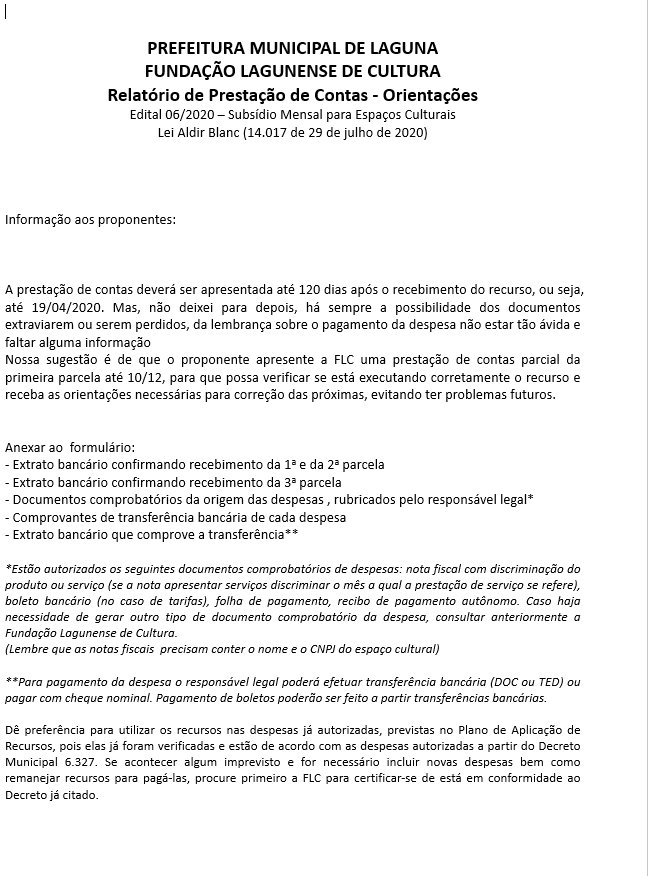 PREFEITURA MUNICIPAL DE LAGUNA
FUNDAÇÃO LAGUNENSE DE CULTURA
Relatório de Prestação de Contas - Orientações
Edital 06/2020 – Subsídio Mensal para Espaços Culturais
Lei Aldir Blanc (14.017 de 29 de julho de 2020)
Informação aos proponentes:
A prestação de contas deverá ser apresentada até 120 dias após o recebimento do recurso, ou seja,
até 19/04/2020. Mas, não deixei para depois, há sempre a possibilidade dos documentos
extraviarem ou serem perdidos, da lembrança sobre o pagamento da despesa não estar tão ávida e
faltar alguma informação
Nossa sugestão é de que o proponente apresente a FLC uma prestação de contas parcial da
primeira parcela até 10/12, para que possa verificar se está executando corretamente o recurso e
receba as orientações necessárias para correção das próximas, evitando ter problemas futuros.
Anexar ao  formulário:
- Extrato bancário confirmando recebimento da 1ª e da 2ª parcela
- Extrato bancário confirmando recebimento da 3ª parcela
- Documentos comprobatórios da origem das despesas , rubricados pelo responsável legal*
- Comprovantes de transferência bancária de cada despesa
- Extrato bancário que comprove a transferência**
*Estão autorizados os seguintes documentos comprobatórios de despesas: nota fiscal com discriminação do
produto ou serviço (se a nota apresentar serviços discriminar o mês a qual a prestação de serviço se refere),
boleto bancário (no caso de tarifas), folha de pagamento, recibo de pagamento autônomo. Caso haja
necessidade de gerar outro tipo de documento comprobatório da despesa, consultar anteriormente a
Fundação Lagunense de Cultura.
(Lembre que as notas fiscais  precisam conter o nome e o CNPJ do espaço cultural)
**Para pagamento da despesa o responsável legal poderá efetuar transferência bancária (DOC ou TED) ou
pagar com cheque nominal. Pagamento de boletos poderão ser feito a partir transferências bancárias.
Dê preferência para utilizar os recursos nas despesas já autorizadas, previstas no Plano de Aplicação de
Recursos, pois elas já foram verificadas e estão de acordo com as despesas autorizadas a partir do Decreto
Municipal 6.327. Se acontecer algum imprevisto e for necessário incluir novas despesas bem como
remanejar recursos para pagá-las, procure primeiro a FLC para certificar-se de está em conformidade ao
Decreto já citado.